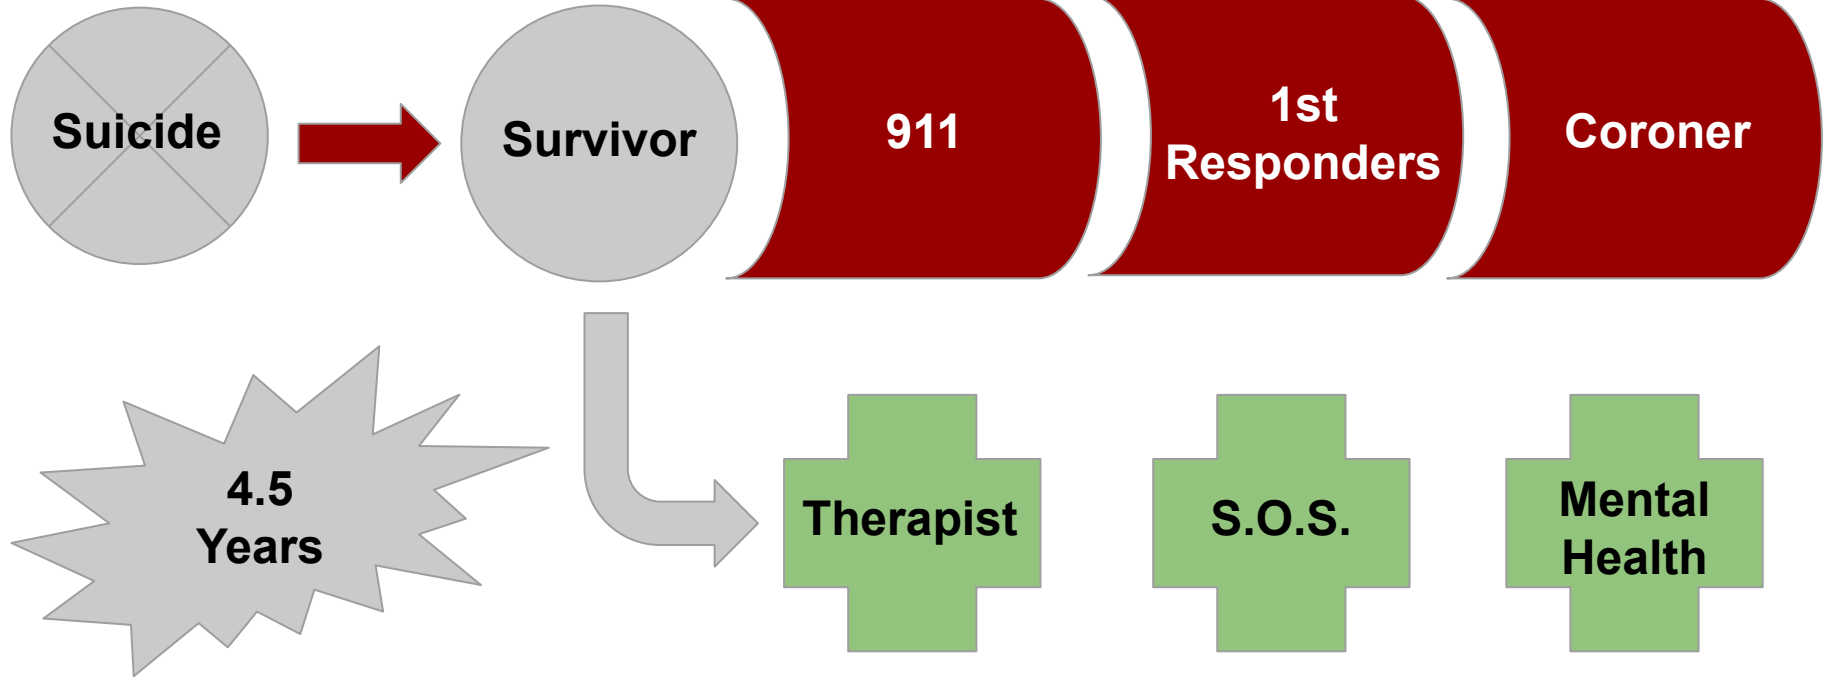 Suicide
Survivor
911
1st
Responders
Coroner
4.5
Years
Therapist
S.O.S.
Mental
Health